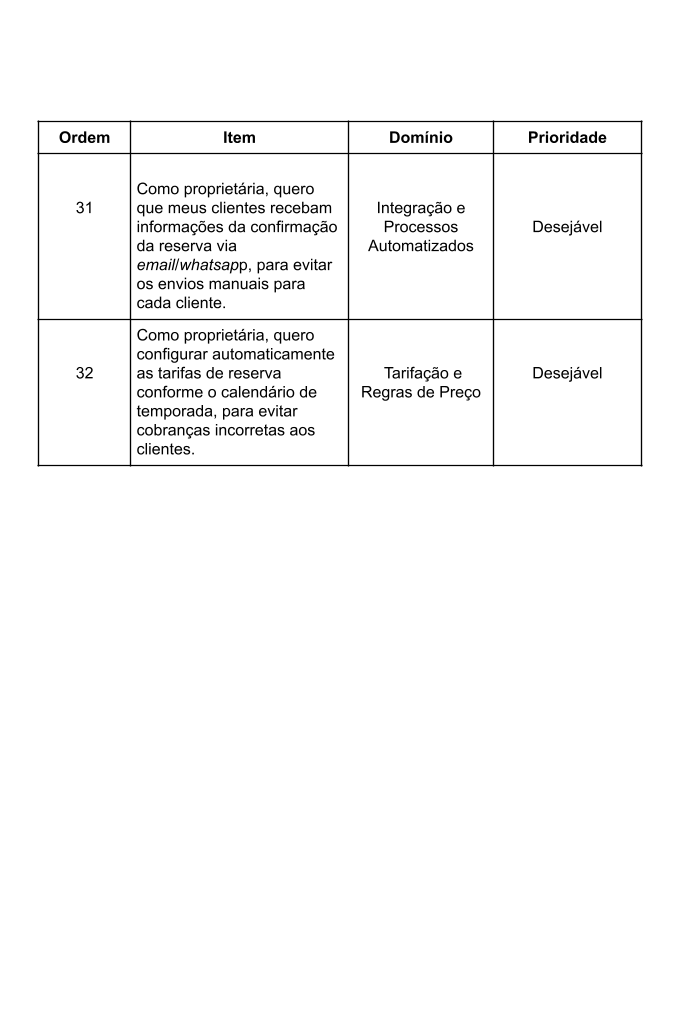 Ordem Item Domínio Prioridade
31
Como proprietária, quero
que meus clientes recebam
informações da confirmação
da reserva via
email/whatsapp, para evitar
os envios manuais para
cada cliente.
Integração e
Processos
Automatizados
Desejável
32
Como proprietária, quero
configurar automaticamente
as tarifas de reserva
conforme o calendário de
temporada, para evitar
cobranças incorretas aos
clientes.
Tarifação e
Regras de Preço
Desejável